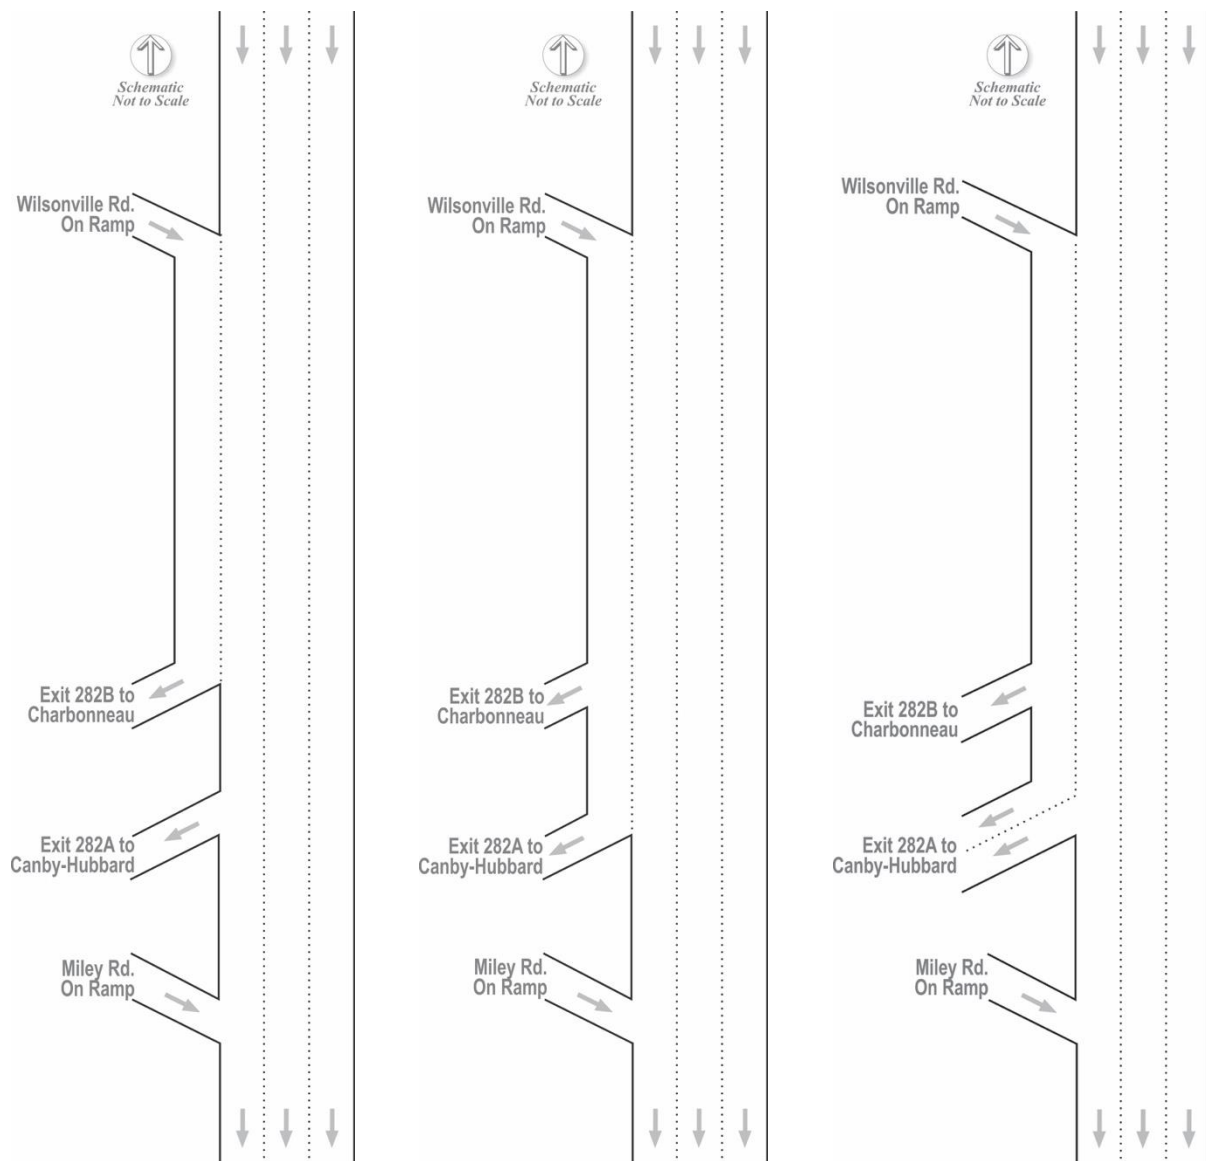 Schematic
Not to Scale
Wilsonville Rd.
On Ramp
Exit 282B to
Charbonneau
Exit 282A to
Canby-Hubbard
Miley Rd.
On Ramp
Schematic
Not to Scale
Wilsonville Rd.
On Ramp
Exit 282B to
Charbonneau
Exit 282A to
Canby-Hubbard
Miley Rd.
On Ramp
Schematic
Not to Scale
Wilsonville Rd.
On Ramp
Exit 282B to
Charbonneau
Exit 282A to
Canby-Hubbard
Miley Rd.
On Ramp